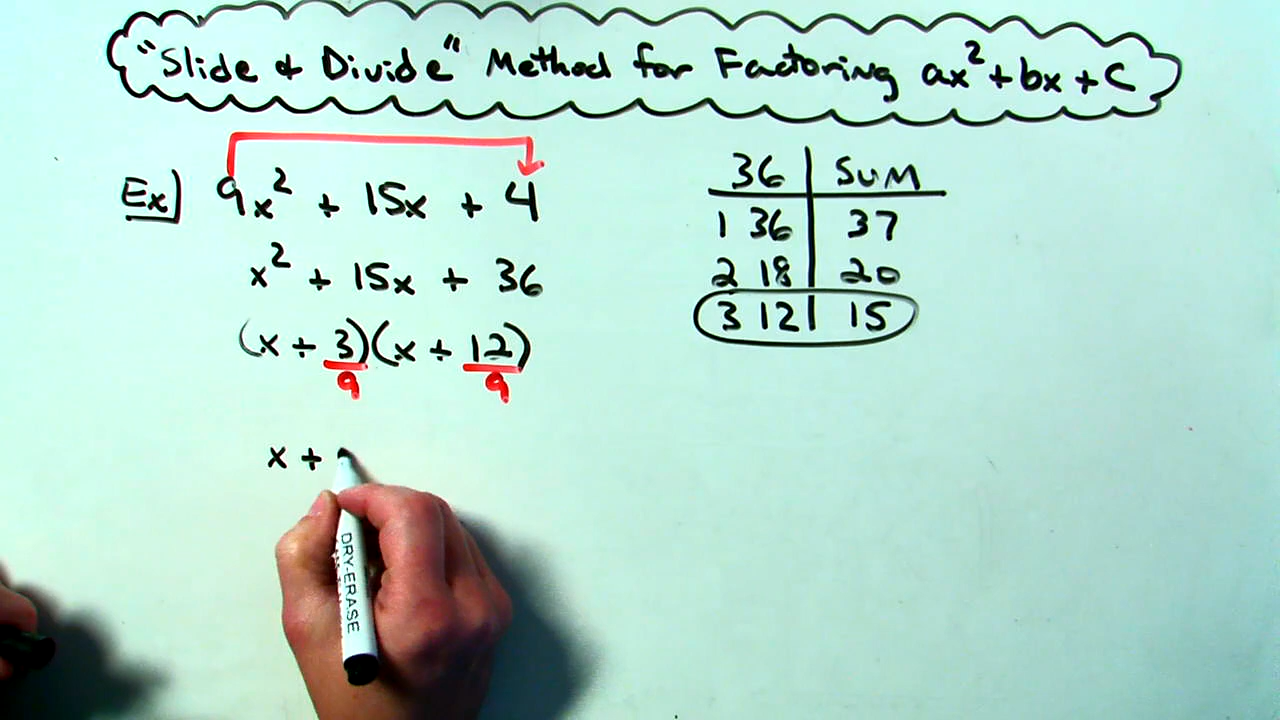 "Slide & Divide" Method for Factoring ax² + bx + c
Ex] 9x² + 15x + 4
x² + 15x + 36
(x + 3)(x + 12)
9 9
x +
36 SUM
1 36 37
2 18 20
3 12 15
DRY-ERASE